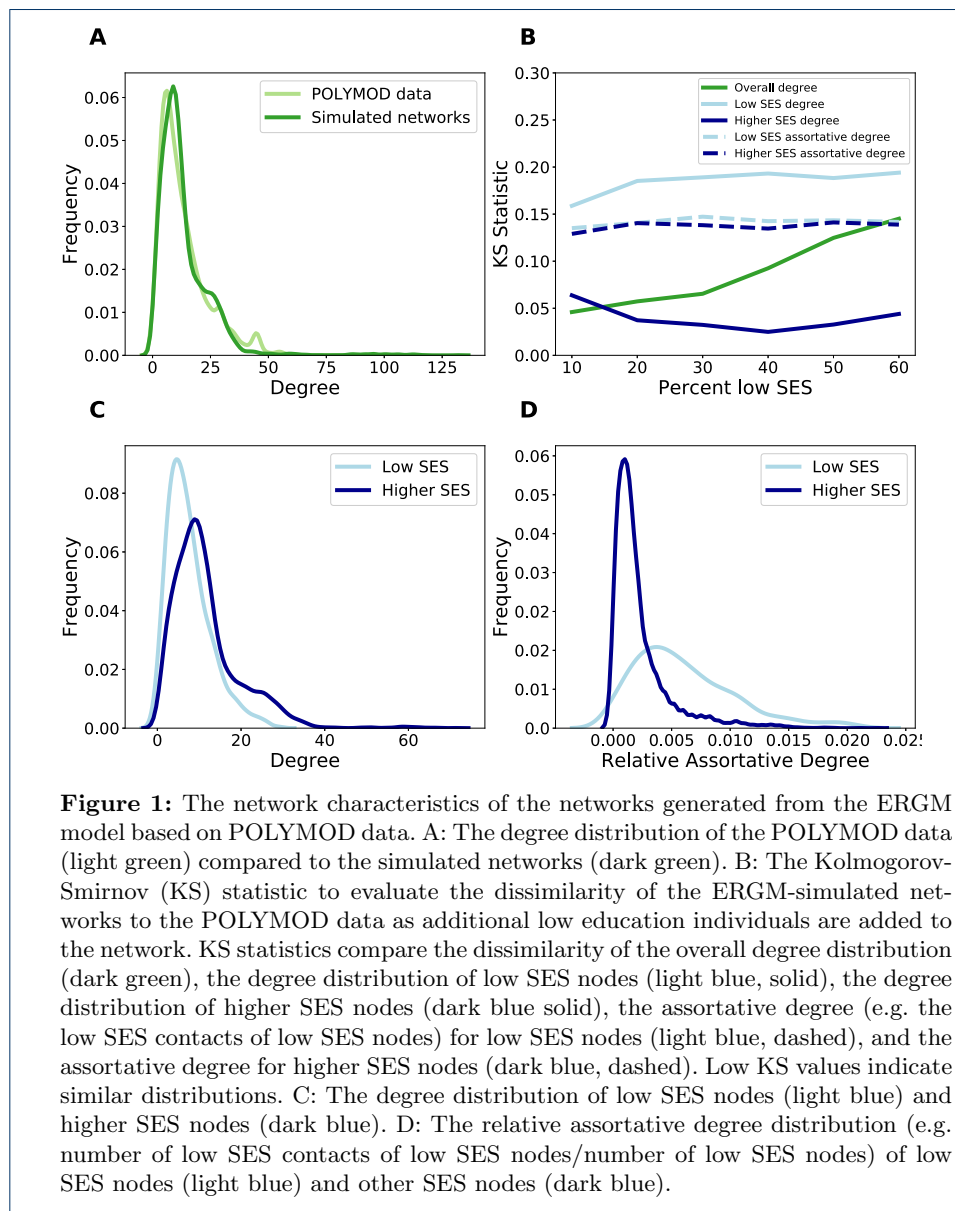 A
POLYMOD data
Simulated networks
0.06
0.05
0.04
0.03
0.02
0.01
0.00
Frequency
0 25 50 75 100 125
Degree
B
Overall degree
Low SES degree
Higher SES degree
Low SES assortative degree
Higher SES assortative degree
0.30
0.25
0.20
0.15
0.10
0.05
0.00
KS Statistic
10 20 30 40 50 60
Percent low SES
C
Low SES
Higher SES
0.08
0.06
0.04
0.02
0.00
Frequency
0 20 40 60
Degree
D
Low SES
Higher SES
0.06
0.05
0.04
0.03
0.02
0.01
0.00
Frequency
0.000 0.005 0.010 0.015 0.020 0.025
Relative Assortative Degree
Figure 1: The network characteristics of the networks generated from the ERGM
model based on POLYMOD data. A: The degree distribution of the POLYMOD data
(light green) compared to the simulated networks (dark green). B: The Kolmogorov-
Smirnov (KS) statistic to evaluate the dissimilarity of the ERGM-simulated net-
works to the POLYMOD data as additional low education individuals are added to
the network. KS statistics compare the dissimilarity of the overall degree distribution
(dark green), the degree distribution of low SES nodes (light blue, solid), the degree
distribution of higher SES nodes (dark blue solid), the assortative degree (e.g. the
low SES contacts of low SES nodes) for low SES nodes (light blue, dashed), and the
assortative degree for higher SES nodes (dark blue, dashed). Low KS values indicate
similar distributions. C: The degree distribution of low SES nodes (light blue) and
higher SES nodes (dark blue). D: The relative assortative degree distribution (e.g.
number of low SES contacts of low SES nodes/number of low SES nodes) of low
SES nodes (light blue) and other SES nodes (dark blue).